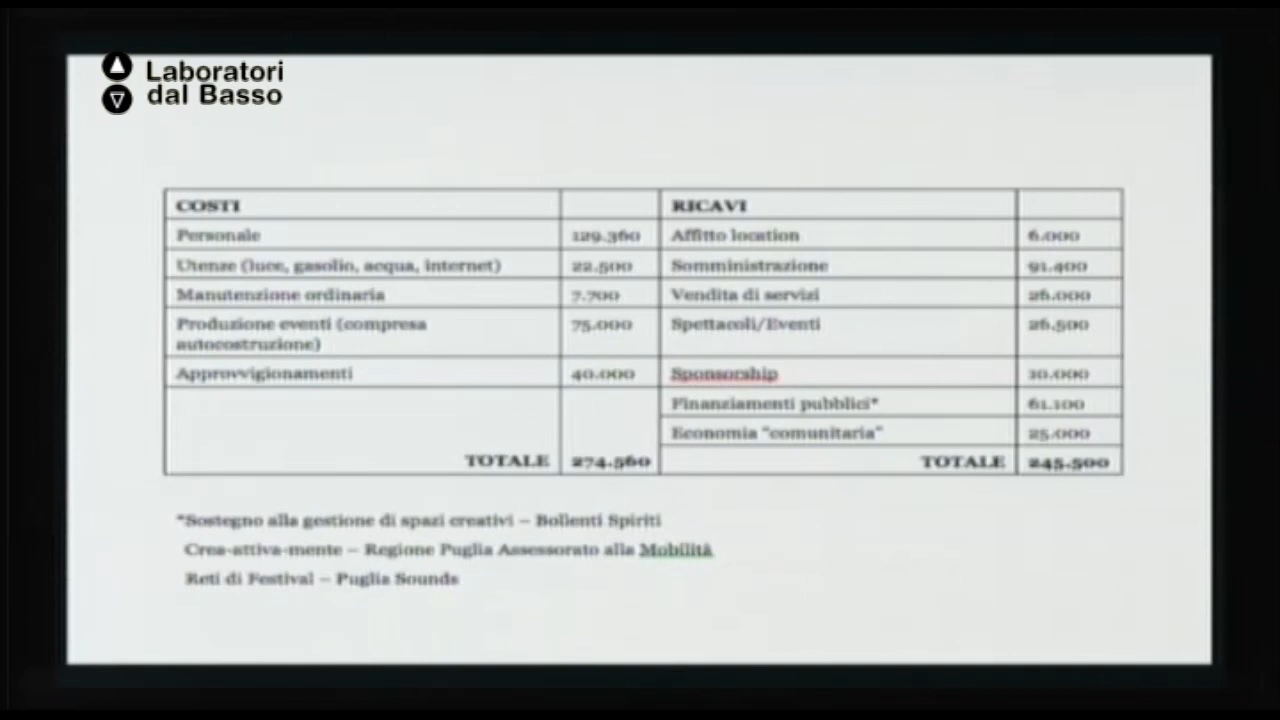 Laboratori
dal Basso
COSTI RICAVI
Personale 129.360 Affitto location 6.000
Utenze (luce, gasolio, acqua, internet) 22.500 Somministrazione 91.400
Manutenzione ordinaria 7.700 Vendita di servizi 26.000
Produzione eventi (compresa 75.000 Spettacoli/Eventi 26.500
autocostruzione)
Approvvigionamenti 40.000 Sponsorship 10.000
Finanziamenti pubblici* 61.100
Economia "comunitaria" 25.000
TOTALE 274.560 TOTALE 245.500
*Sostegno alla gestione di spazi creativi – Bollenti Spiriti
Crea-attiva-mente – Regione Puglia Assessorato alla Mobilità
Reti di Festival – Puglia Sounds